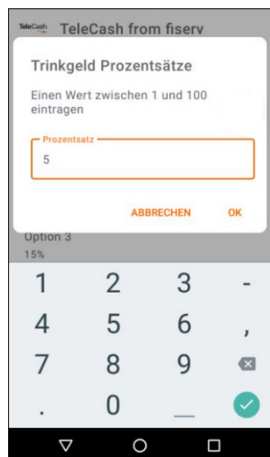 TeleCash TeleCash from fiserv
Trinkgeld Prozentsätze
Einen Wert zwischen 1 und 100
eintragen
Prozentsatz
5
ABBRECHEN OK
Option 3
15%
1 2 3 -
4 5 6 ,
7 8 9
. 0 _